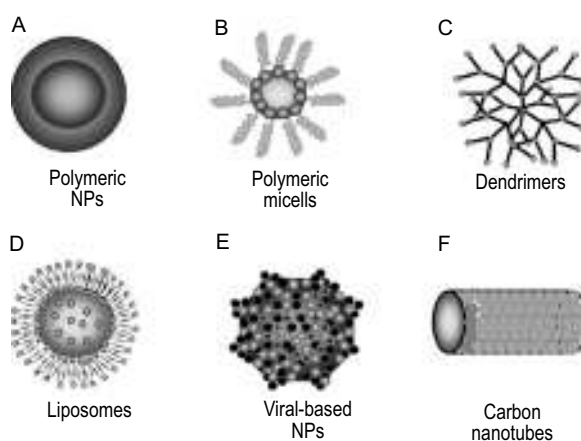 A
Polymeric
NPs
B
Polymeric
micells
C
Dendrimers
D
Liposomes
E
Viral-based
NPs
F
Carbon
nanotubes